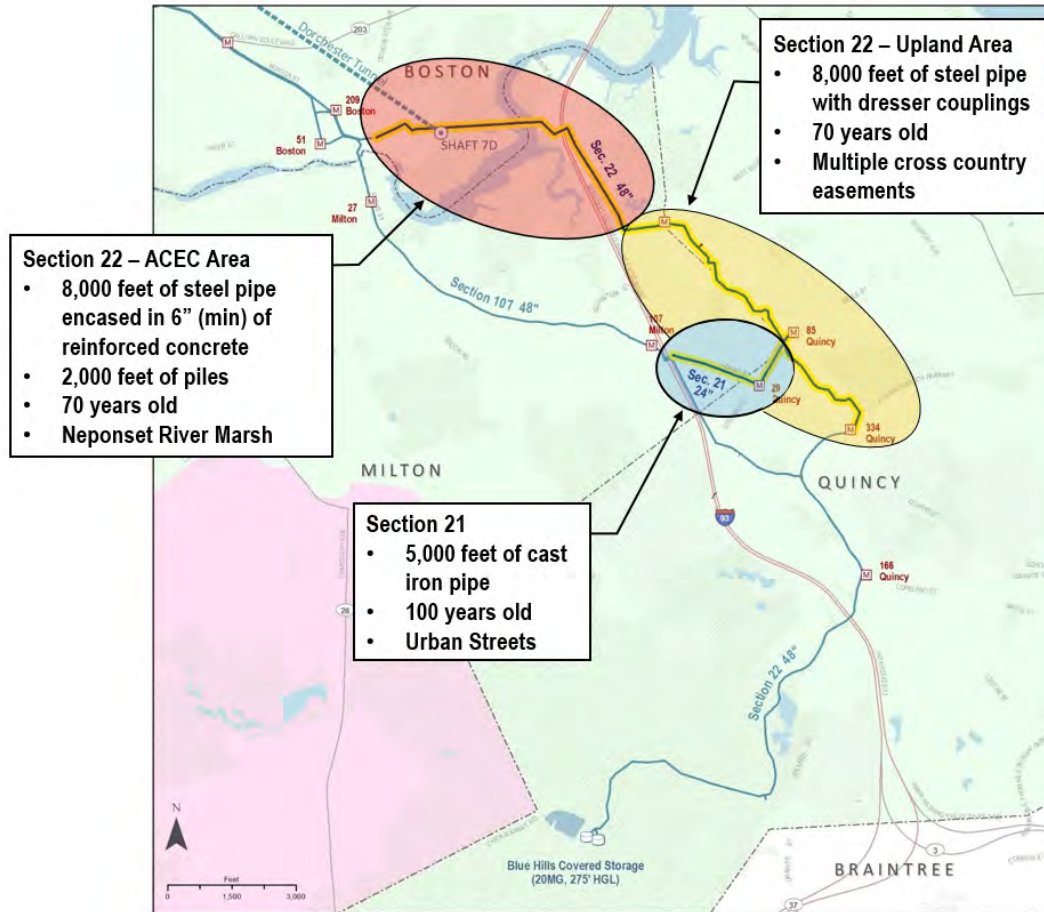 203
Dorchester Tunnel
BOSTON
M
209
Boston
M
51
Boston
M
SHAFT 7D
Sec. 22 48"
27
Milton
M
Section 22 – Upland Area
• 8,000 feet of steel pipe
with dresser couplings
• 70 years old
• Multiple cross country
easements
Section 22 – ACEC Area
• 8,000 feet of steel pipe
encased in 6” (min) of
reinforced concrete
• 2,000 feet of piles
• 70 years old
• Neponset River Marsh
M
Section 107 48"
107
Milton
M
M
85
Quincy
Sec. 21
24"
29
Quincy
M
M
334
Quincy
MILTON
QUINCY
Section 21
• 5,000 feet of cast
iron pipe
• 100 years old
• Urban Streets
93
M
166
Quincy
28
Section 22 48"
N
Feet
0 1,500 3,000
Blue Hills Covered Storage
(20MG, 275' HGL)
BRAINTREE
3
37